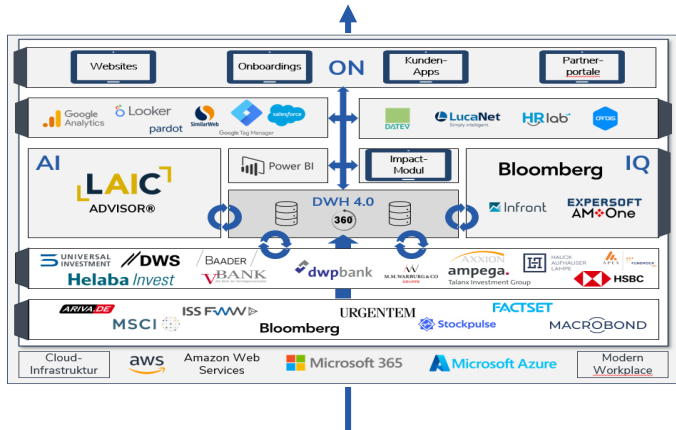 Websites
Onboardings
ON
Kunden-
Apps
Partner-
portale
Google
Analytics
Looker
pardot
SimilarWeb
Google Tag Manager
salesforce
DATEV
LucaNet
Simply intelligent.
HRlab
AI
LAIC
ADVISOR®
Power BI
Impact-
Modul
DWH 4.0
360
IQ
Bloomberg
Infront
EXPERSOFT
AM One
UNIVERSAL
INVESTMENT
DWS
BAADER
Helaba Invest
VBANK
dwpbank
M.M.WARBURG & CO
GRUPPE
AXXION
ampega.
Talanx Investment Group
HAUCK
AUFHÄUSER
LAMPE
APEX
FUNDROCK
HSBC
ARIVA.DE
ISS FWW
URGENTEM
FACTSET
MSCI
Bloomberg
Stockpulse
MACROBOND
Cloud-
Infrastruktur
aws
Amazon Web
Services
Microsoft 365
Microsoft Azure
Modern
Workplace